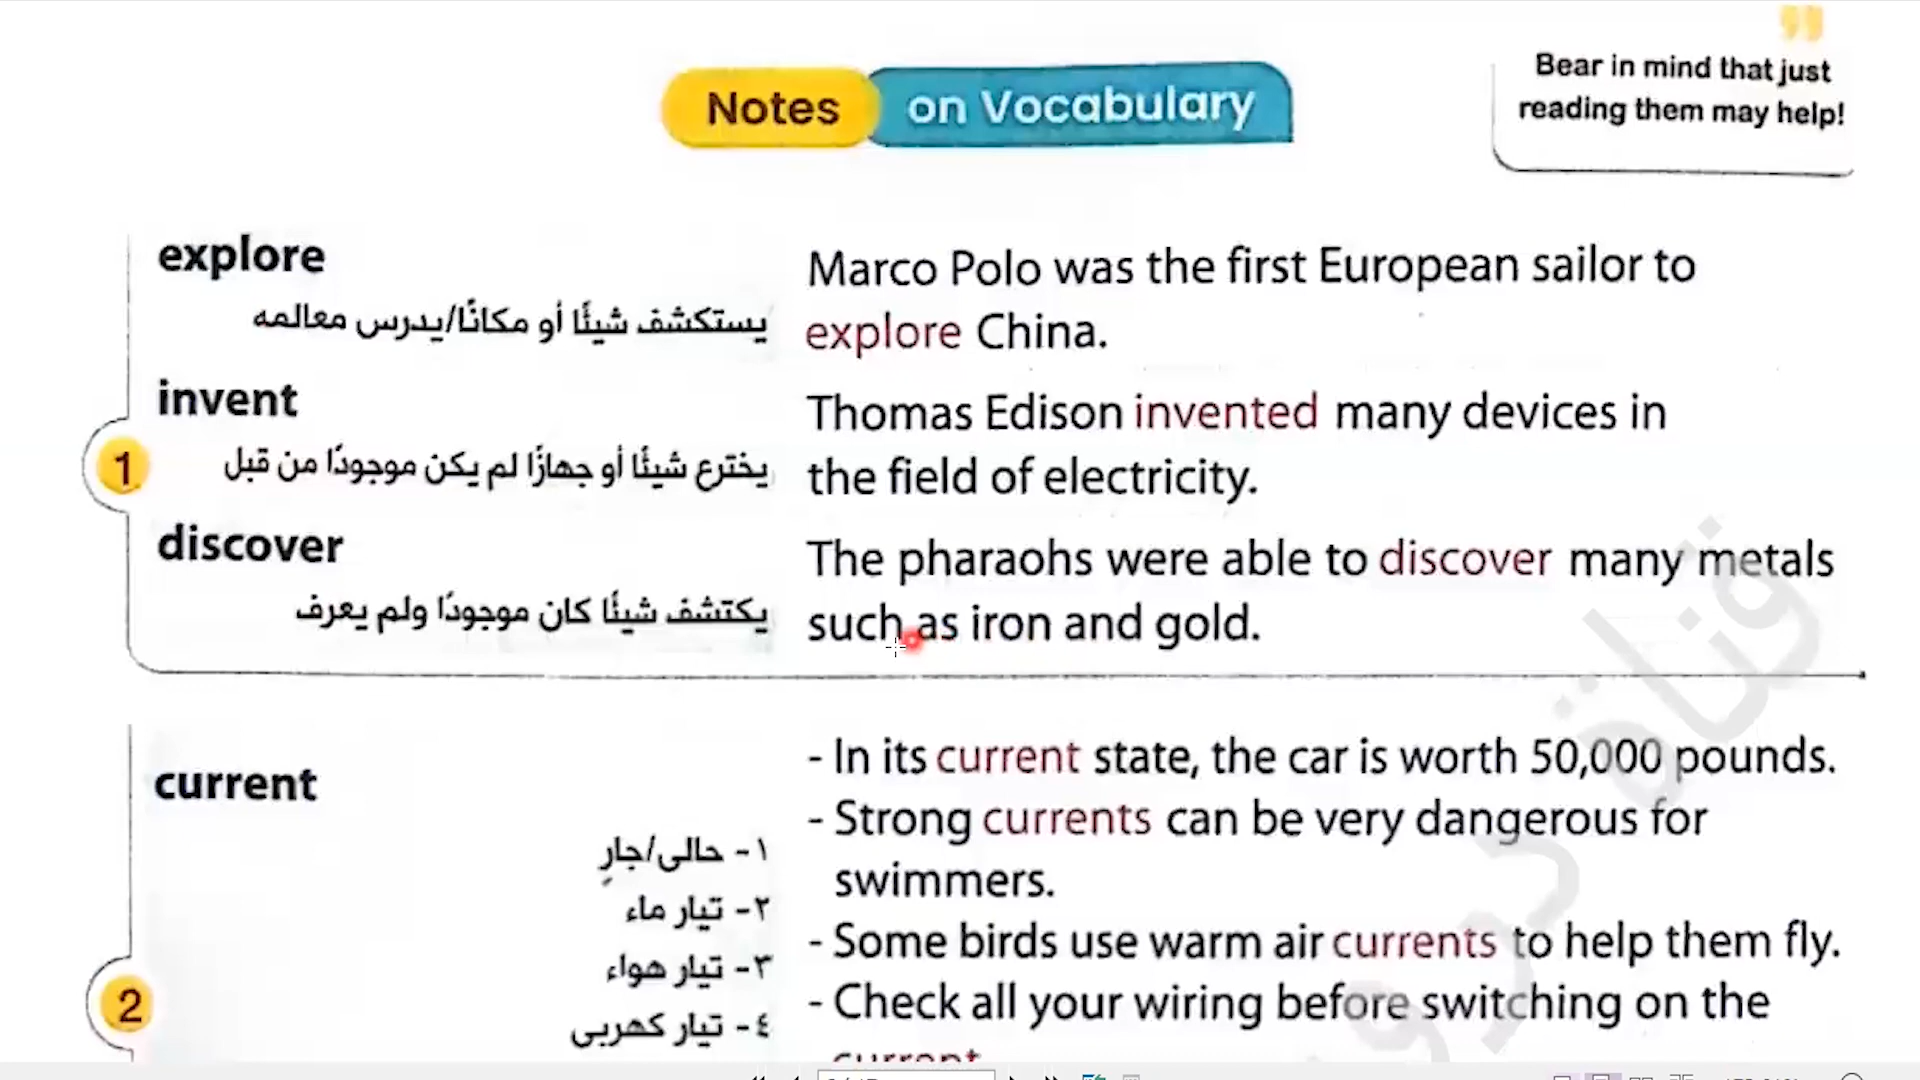 Notes on Vocabulary
Bear in mind that just
reading them may help!
explore
يستكشف شيئًا أو مكانًا/يدرس معالمه
Marco Polo was the first European sailor to
explore China.
invent
يخترع شيئًا أو جهازًا لم يكن موجودًا من قبل
Thomas Edison invented many devices in
the field of electricity.
1
discover
يكتشف شيئًا كان موجودًا ولم يعرف
The pharaohs were able to discover many metals
such as iron and gold.
current
١- حالى/جارٍ
٢- تيار ماء
٣- تيار هواء
٤- تيار كهربى
- In its current state, the car is worth 50,000 pounds.
- Strong currents can be very dangerous for
swimmers.
- Some birds use warm air currents to help them fly.
- Check all your wiring before switching on the
current
2
قناة